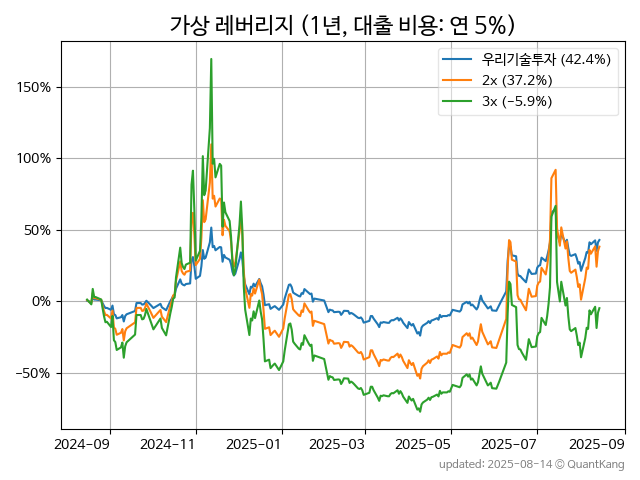 가상 레버리지 (1년, 대출 비용: 연 5%)
우리기술투자 (42.4%)
2x (37.2%)
3x (−5.9%)
150%
100%
50%
0%
−50%
2024-09 2024-11 2025-01 2025-03 2025-05 2025-07 2025-09
updated: 2025-08-14 © QuantKang